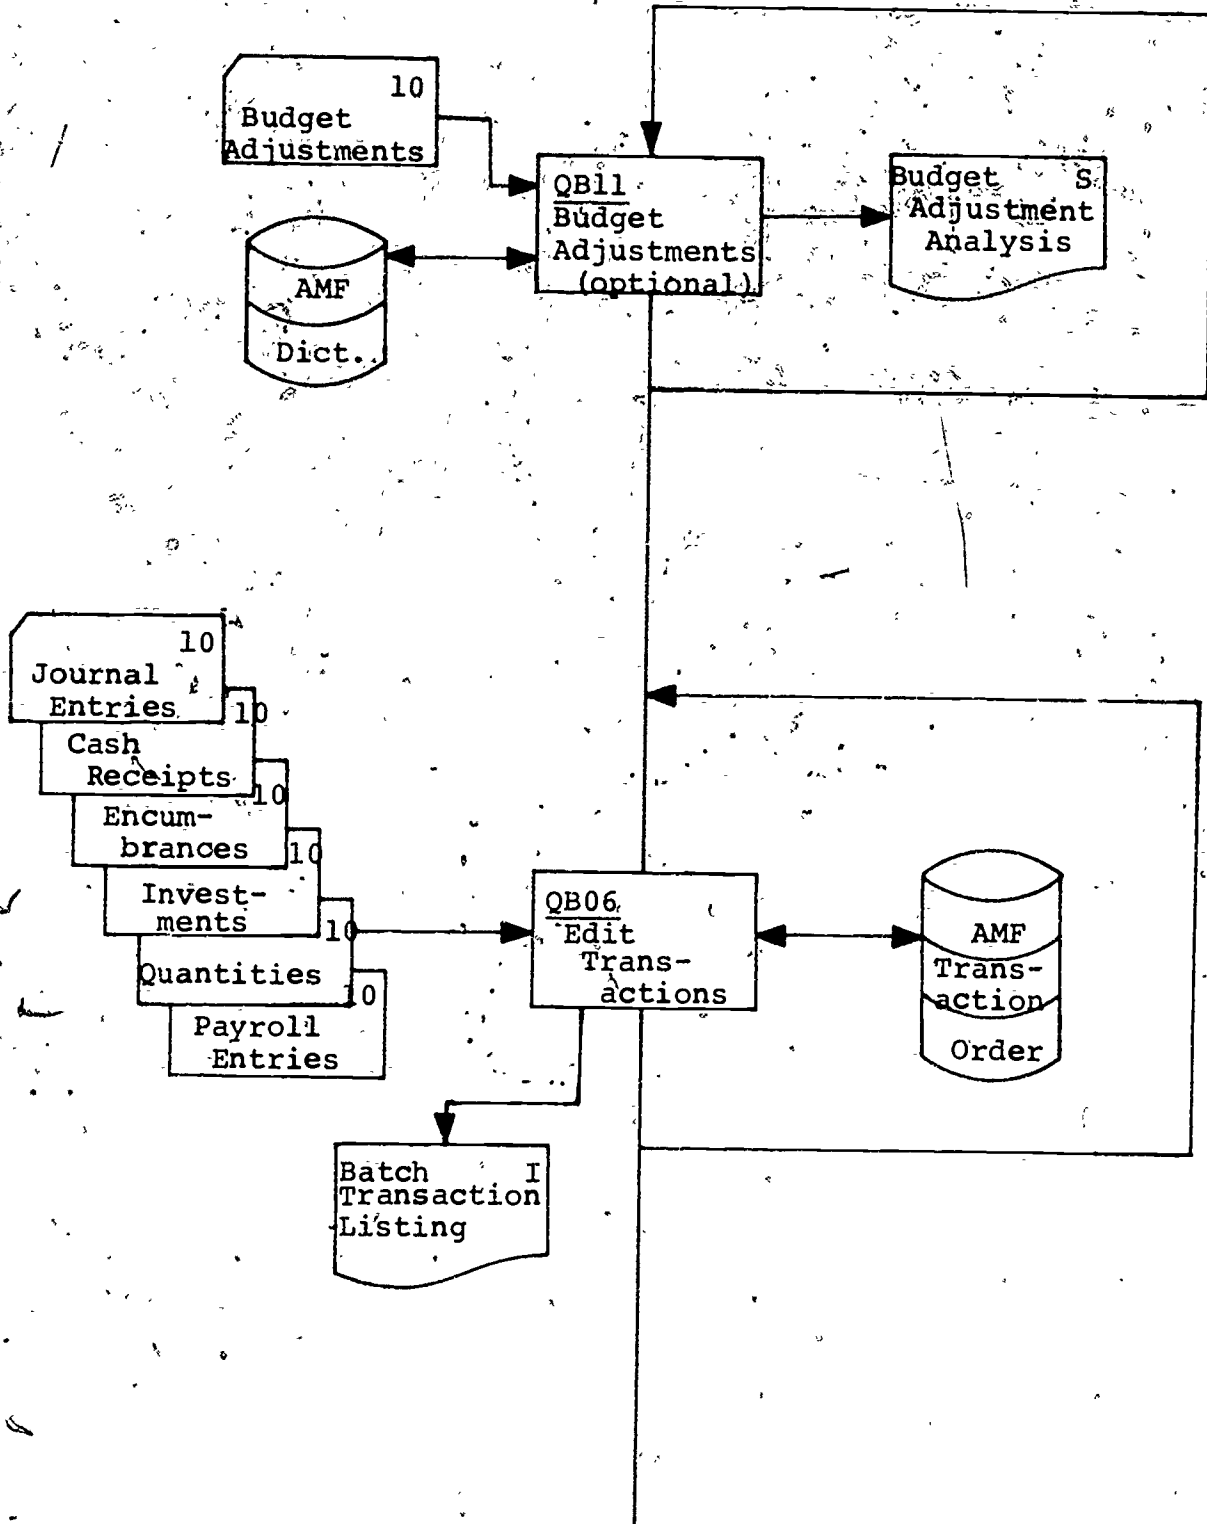 10
Budget
Adjustments
QB11
Budget
Adjustments
(optional)
Budget S
Adjustment
Analysis
AMF
Dict.
10
Journal
Entries
10
Cash
Receipts
10
Encum-
brances
10
Invest-
ments
10
Quantities
10
Payroll
Entries
QB06
Edit
Trans-
actions
AMF
Trans-
action
Order
Batch I
Transaction
Listing